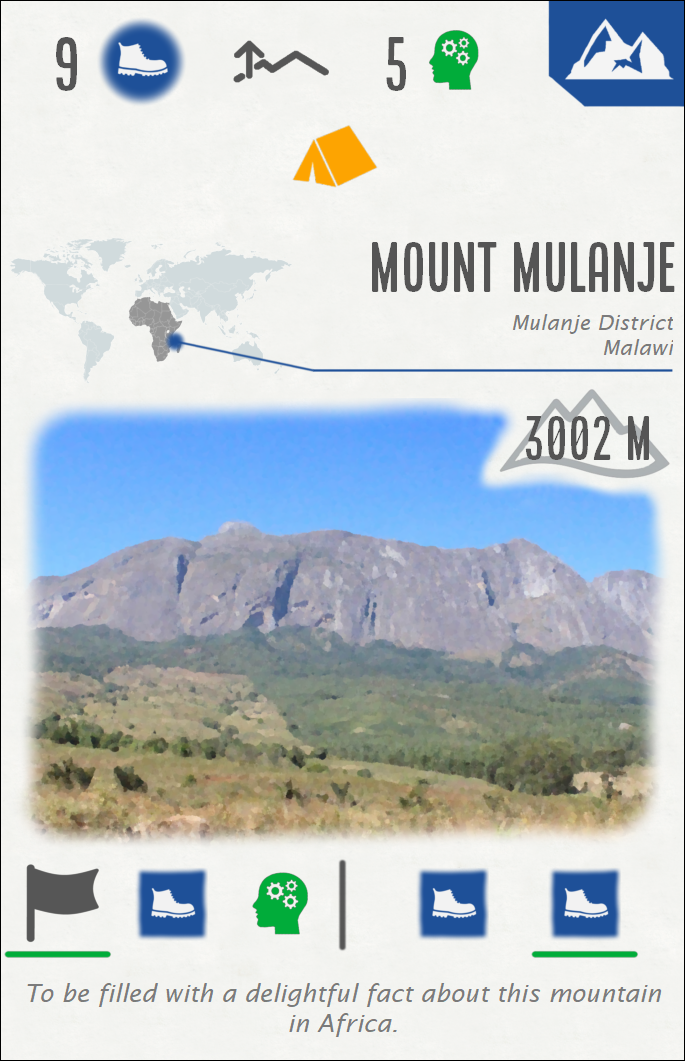 9 5
MOUNT MULANJE
Mulanje District
Malawi
3002 M
To be filled with a delightful fact about this mountain
in Africa.